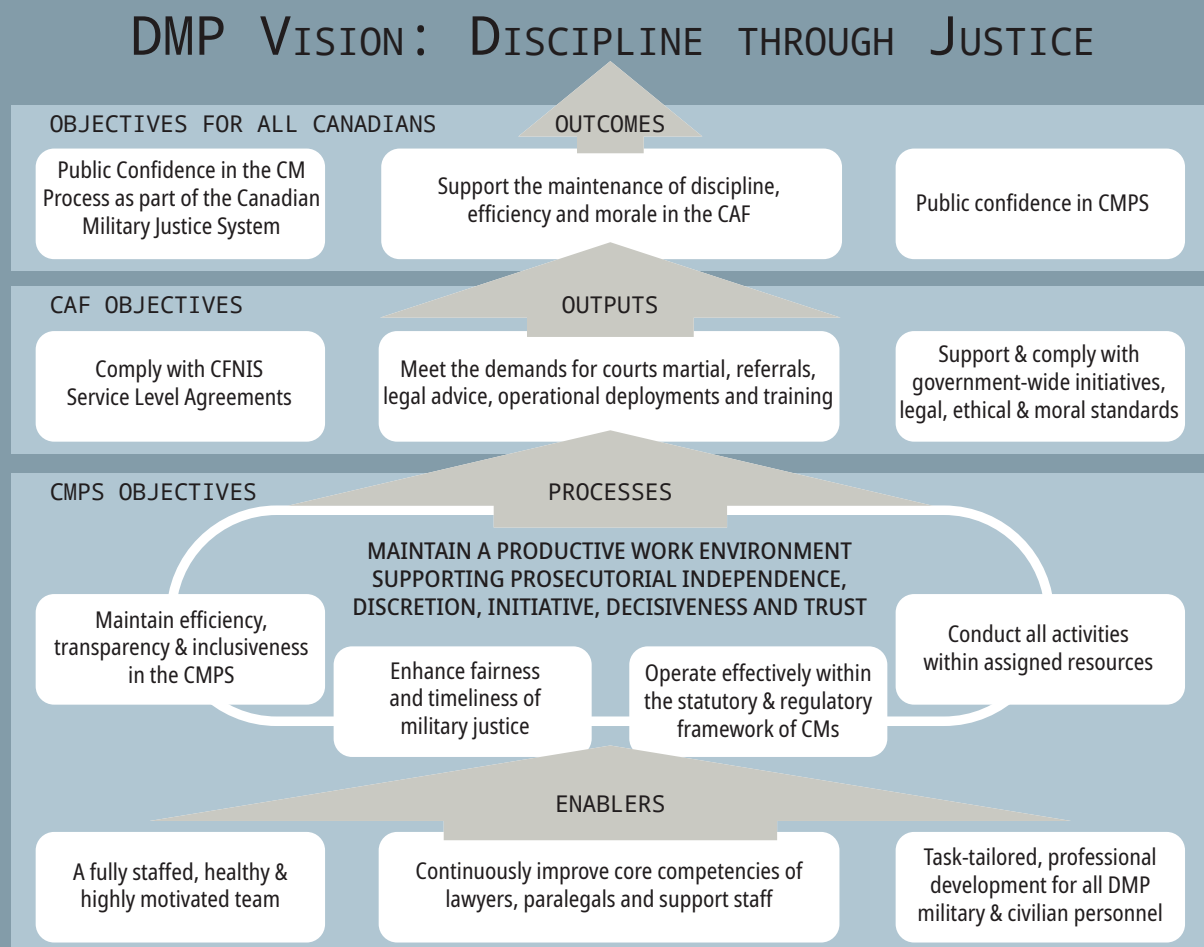 DMP Vision: Discipline through Justice
OBJECTIVES FOR ALL CANADIANS
OUTCOMES
Public Confidence in the CM
Process as part of the Canadian
Military Justice System
Support the maintenance of discipline,
efficiency and morale in the CAF
Public confidence in CMPS
CAF OBJECTIVES
OUTPUTS
Comply with CFNIS
Service Level Agreements
Meet the demands for courts martial, referrals,
legal advice, operational deployments and training
Support & comply with
government-wide initiatives,
legal, ethical & moral standards
CMPS OBJECTIVES
PROCESSES
MAINTAIN A PRODUCTIVE WORK ENVIRONMENT
SUPPORTING PROSECUTORIAL INDEPENDENCE,
DISCRETION, INITIATIVE, DECISIVENESS AND TRUST
Maintain efficiency,
transparency & inclusiveness
in the CMPS
Enhance fairness
and timeliness of
military justice
Operate effectively within
the statutory & regulatory
framework of CMs
Conduct all activities
within assigned resources
ENABLERS
A fully staffed, healthy &
highly motivated team
Continuously improve core competencies of
lawyers, paralegals and support staff
Task-tailored, professional
development for all DMP
military & civilian personnel